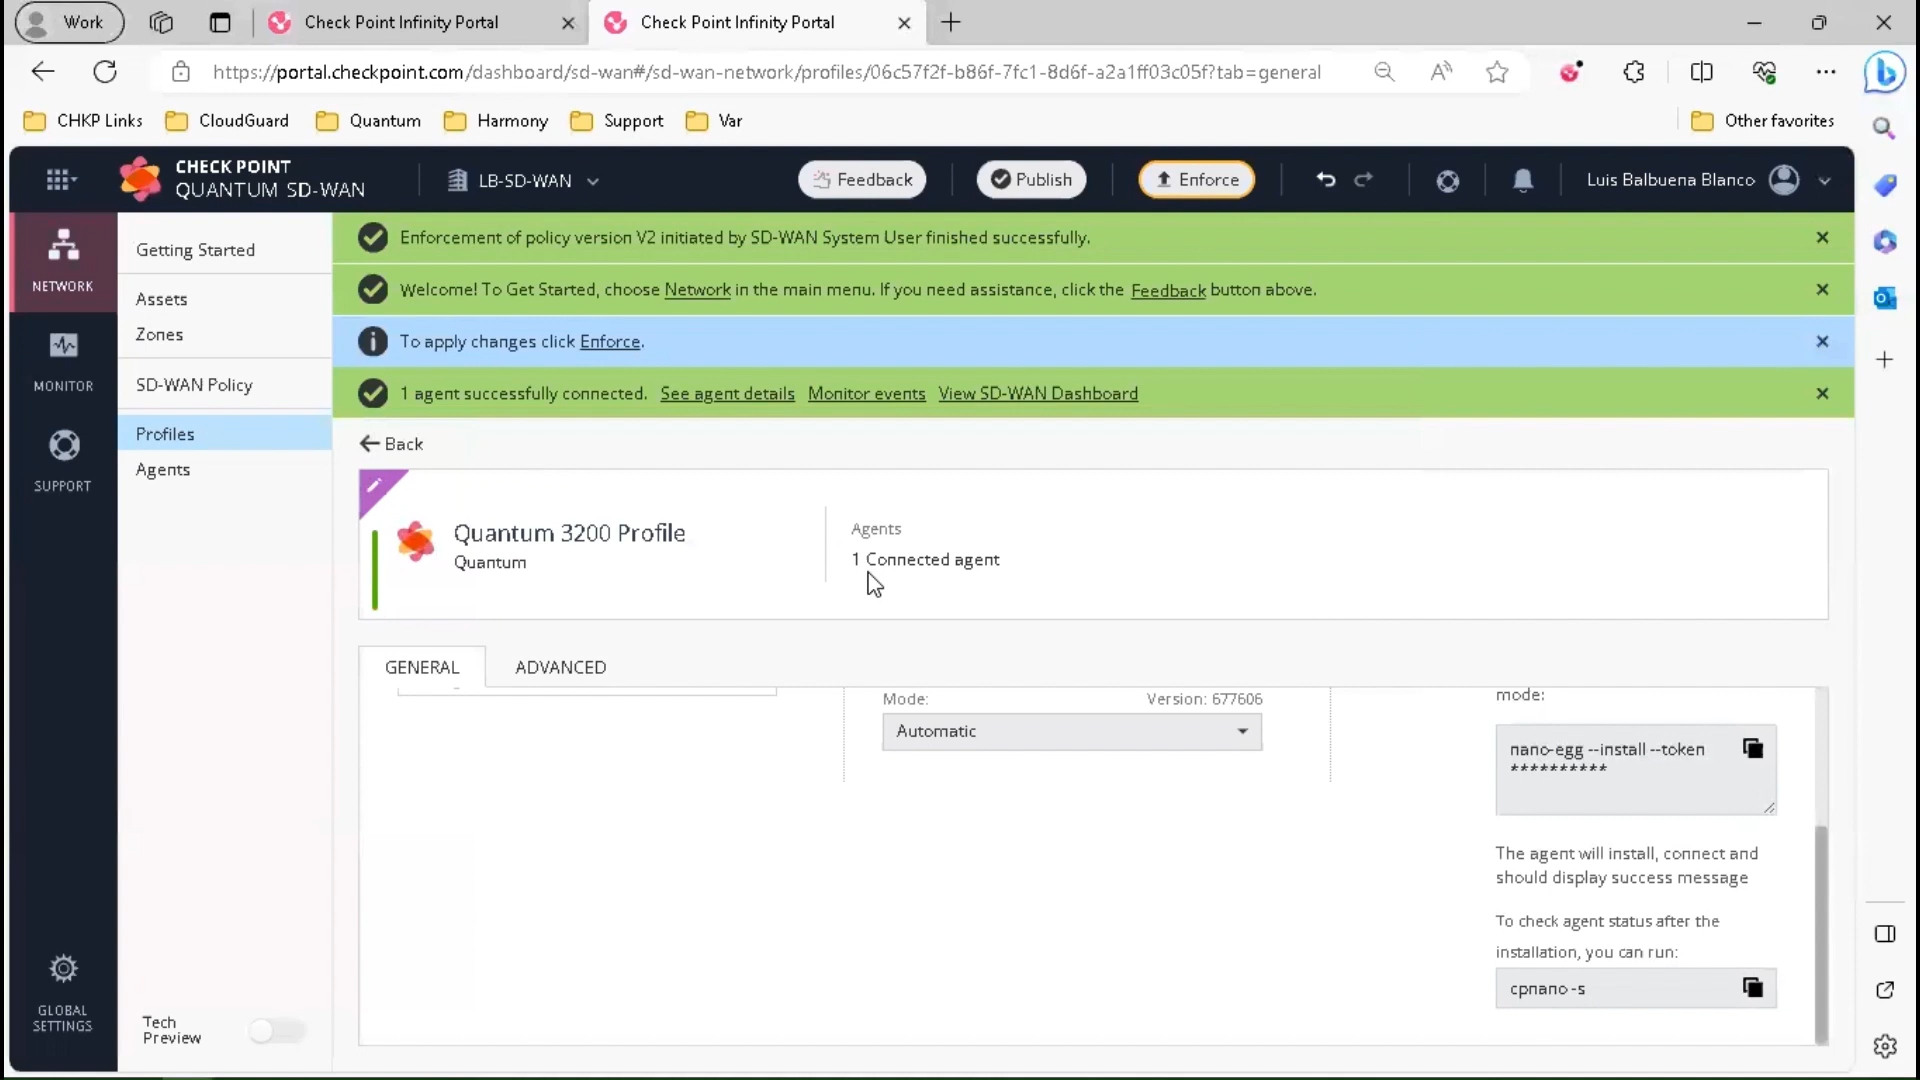 Work
Check Point Infinity Portal
Check Point Infinity Portal
https://portal.checkpoint.com/dashboard/sd-wan#/sd-wan-network/profiles/06c57f2f-b86f-7fc1-8d6f-a2a1ff03c05f?tab=general
CHKP Links
CloudGuard
Quantum
Harmony
Support
Var
Other favorites
CHECK POINT
QUANTUM SD-WAN
LB-SD-WAN
Feedback
Publish
Enforce
Luis Balbuena Blanco
NETWORK
MONITOR
SUPPORT
GLOBAL
SETTINGS
Getting Started
Assets
Zones
SD-WAN Policy
Profiles
Agents
Tech
Preview
Enforcement of policy version V2 initiated by SD-WAN System User finished successfully.
Welcome! To Get Started, choose Network in the main menu. If you need assistance, click the Feedback button above.
To apply changes click Enforce.
1 agent successfully connected. See agent details Monitor events View SD-WAN Dashboard
Back
Quantum 3200 Profile
Quantum
Agents
1 Connected agent
GENERAL
ADVANCED
Mode:
Version: 677606
Automatic
mode:
nano-egg --install --token
**********
The agent will install, connect and
should display success message
To check agent status after the
installation, you can run:
cpnano -s